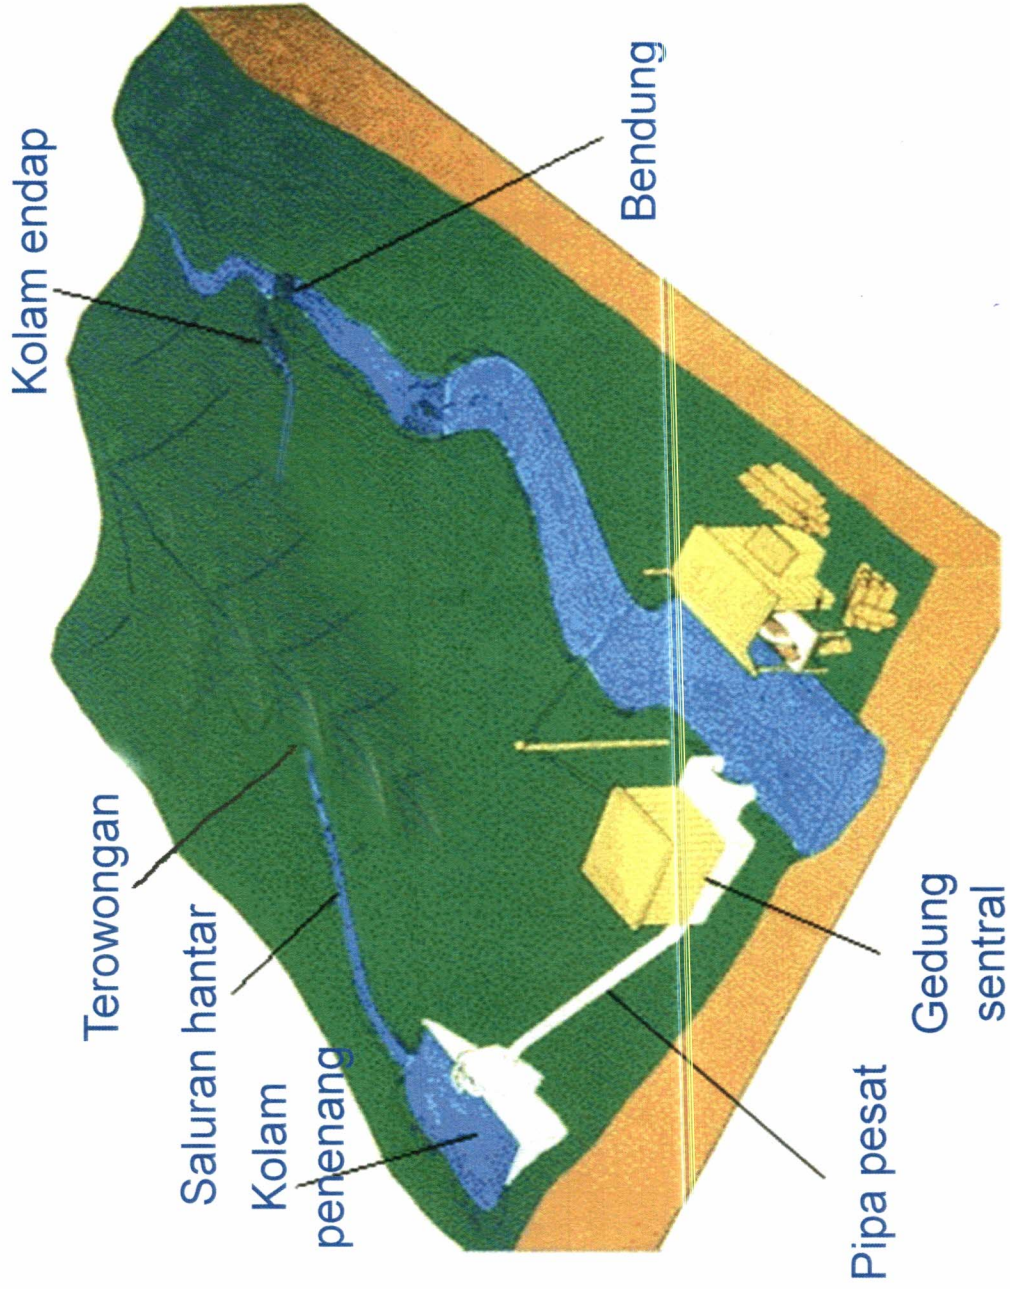 Kolam endap
Bendung
Terowongan
Saluran hantar
Kolam
penenang
Gedung
sentral
Pipa pesat